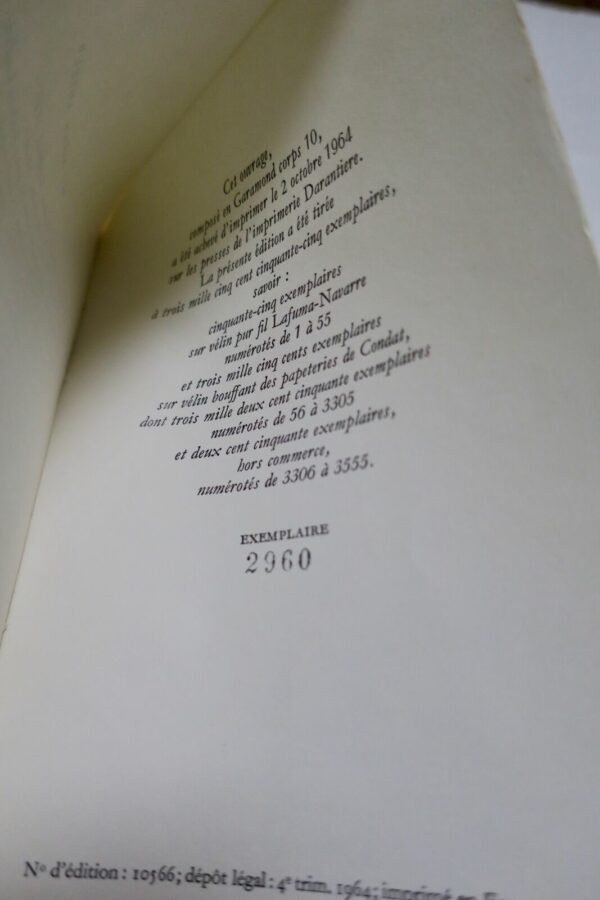 Cet ouvrage,
composé en Garamond corps 10,
a été achevé d'imprimer le 2 octobre 1964
sur les presses de l'imprimerie Darantiere.
La présente édition a été tirée
à trois mille cinq cent cinquante-cinq exemplaires,
savoir :
cinquante-cinq exemplaires
sur vélin pur fil Lafuma-Navarre
numérotés de 1 à 55
et trois mille cinq cents exemplaires
sur vélin bouffant des papeteries de Condat,
dont trois mille deux cent cinquante exemplaires
numérotés de 56 à 3305
et deux cent cinquante exemplaires,
hors commerce,
numérotés de 3306 à 3555.
EXEMPLAIRE
2960
Nº d'édition : 10566 ; dépôt légal : 4e trim. 1964 ; imprimé en